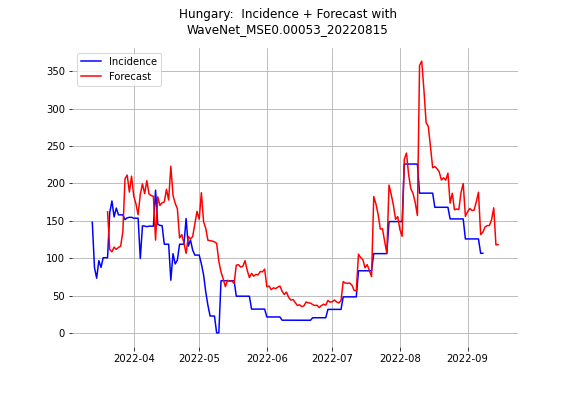 Hungary:  Incidence + Forecast with
WaveNet_MSE0.00053_20220815
Incidence
Forecast
350
300
250
200
150
100
50
0
2022-04 2022-05 2022-06 2022-07 2022-08 2022-09